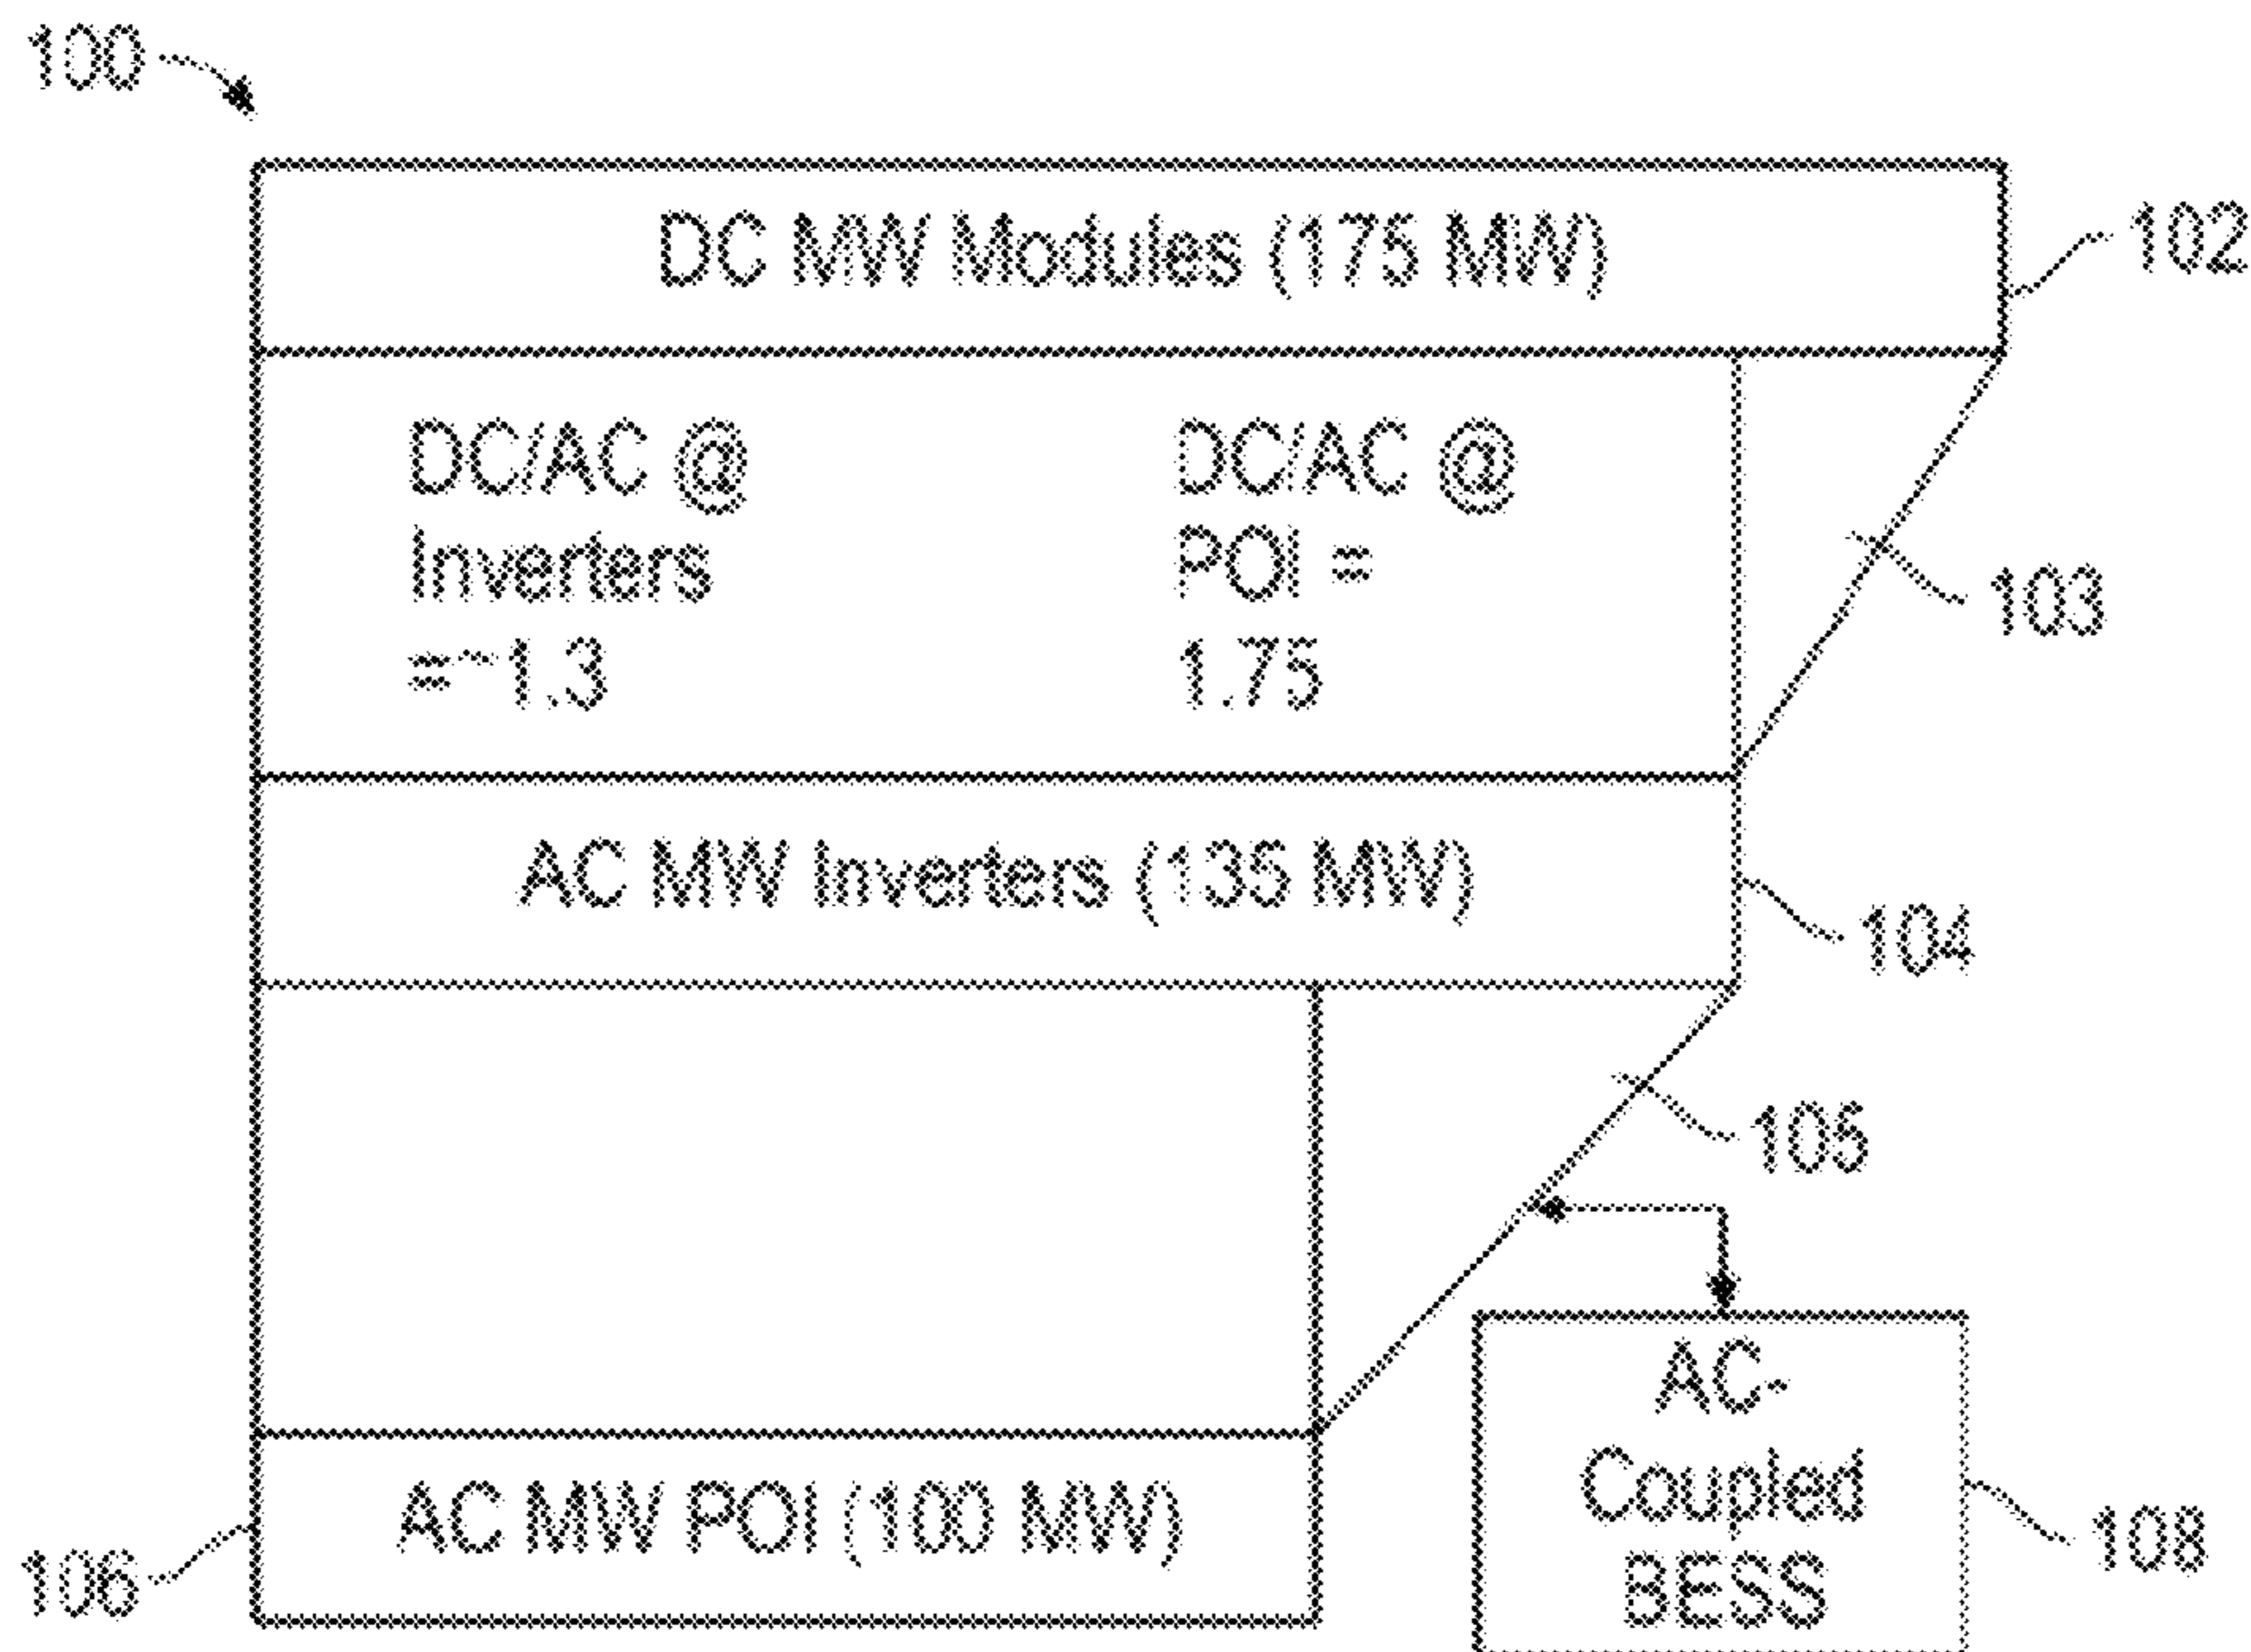 100
DC MW Modules (175 MW)
102
DC/AC @
Inverters
=~1.3
DC/AC @
POI =
1.75
103
AC MW Inverters (135 MW)
104
105
AC MW POI (100 MW)
106
AC-
Coupled
BESS
108